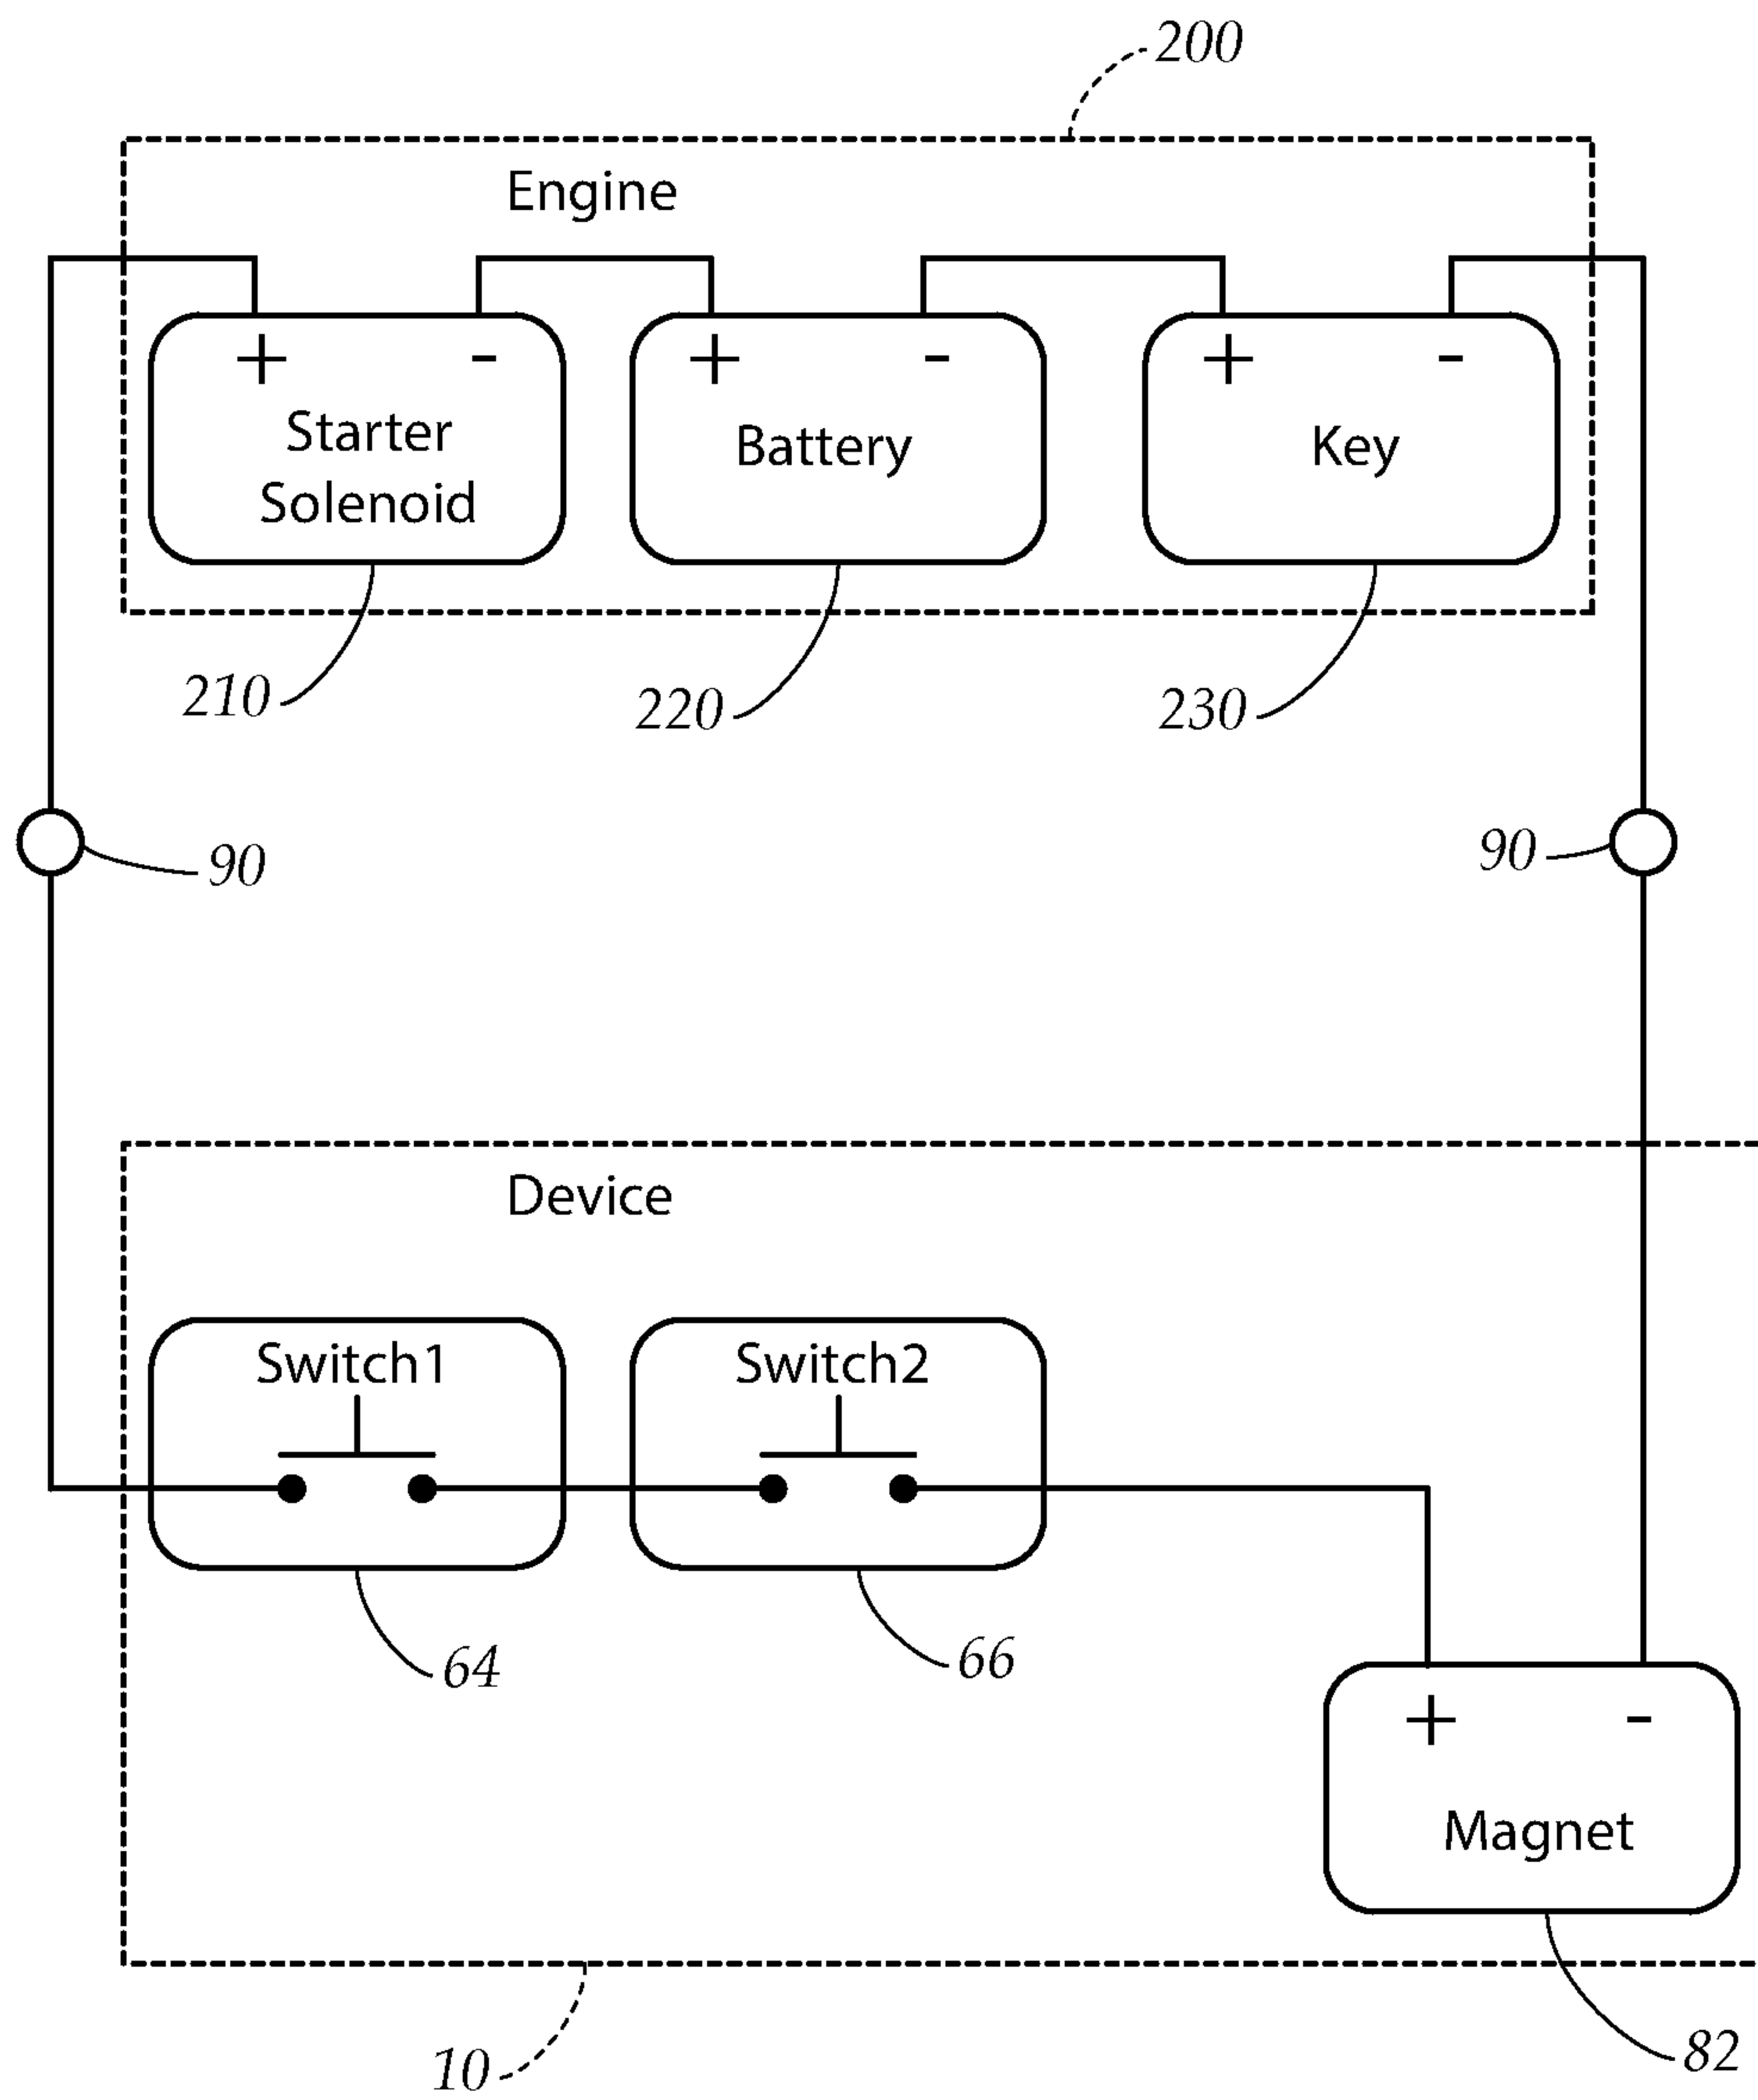 200
Engine
+ -
+ -
+ -
Starter
Solenoid
Battery
Key
210
220
230
90
90
Device
Switch1
Switch2
64
66
+ -
Magnet
10
82